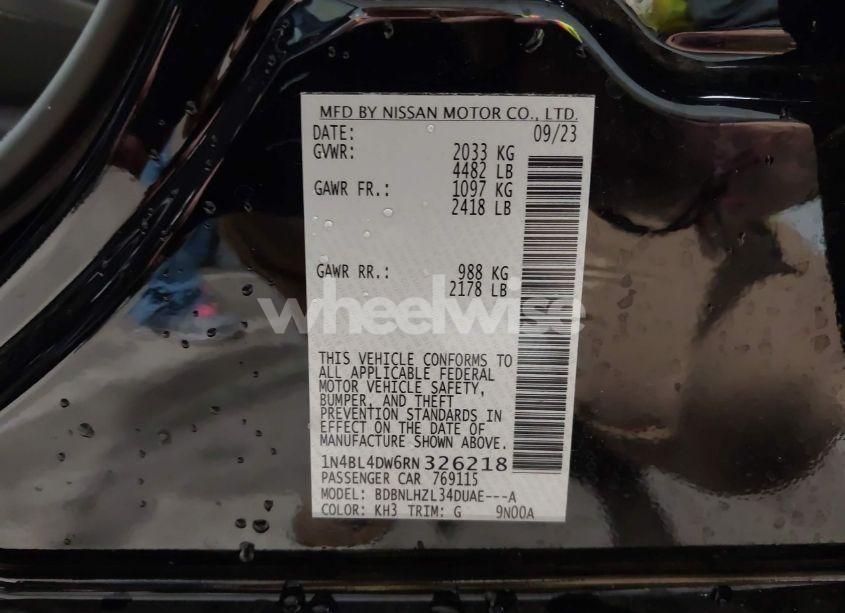 MFD BY NISSAN MOTOR CO., LTD.
DATE: 09/23
GVWR: 2033 KG
4482 LB
GAWR FR.: 1097 KG
2418 LB
GAWR RR.: 988 KG
2178 LB
wheelwise
THIS VEHICLE CONFORMS TO
ALL APPLICABLE FEDERAL
MOTOR VEHICLE SAFETY,
BUMPER, AND THEFT
PREVENTION STANDARDS IN
EFFECT ON THE DATE OF
MANUFACTURE SHOWN ABOVE.
1N4BL4DW6RN326218
PASSENGER CAR 769115
MODEL: BDBNLHZL34DUAE---A
COLOR: KH3 TRIM: G 9N00A